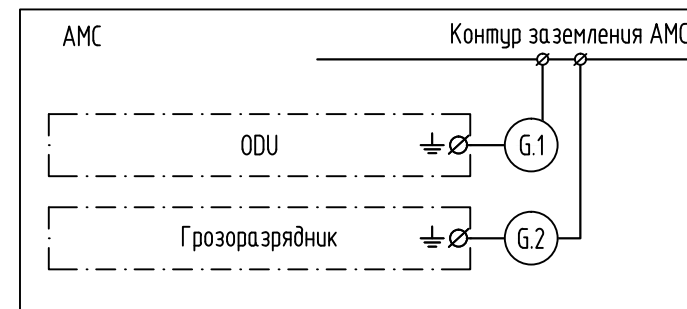 АМС
Контур заземления АМС
ODU
G.1
Грозоразрядник
G.2